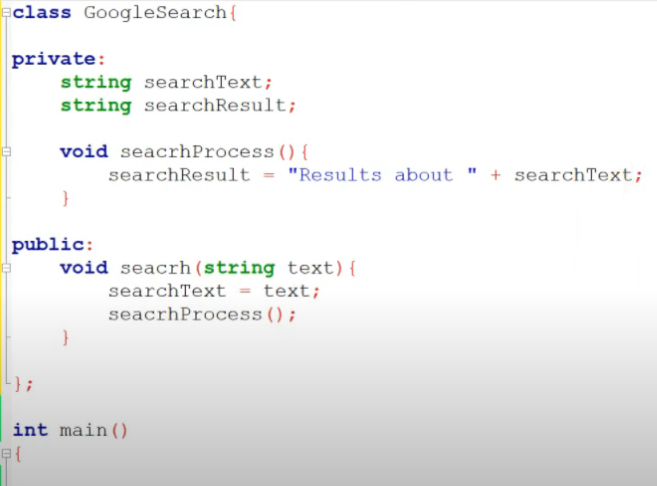 class GoogleSearch{
private:
string searchText;
string searchResult;
void seacrhProcess(){
searchResult = "Results about " + searchText;
}
public:
void seacrh(string text){
searchText = text;
seacrhProcess();
}
};
int main()
{